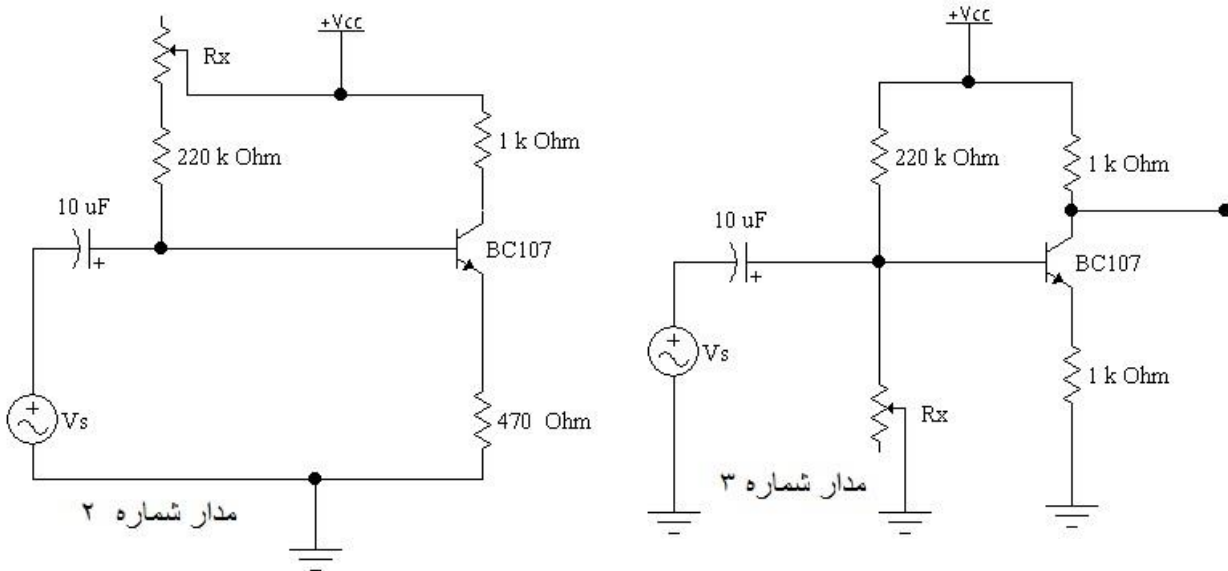 +Vcc
Rx
1 k Ohm
220 k Ohm
10 uF
BC107
Vs
470 Ohm
مدار شماره ۲
+Vcc
220 k Ohm
1 k Ohm
10 uF
BC107
Vs
1 k Ohm
Rx
مدار شماره ۳